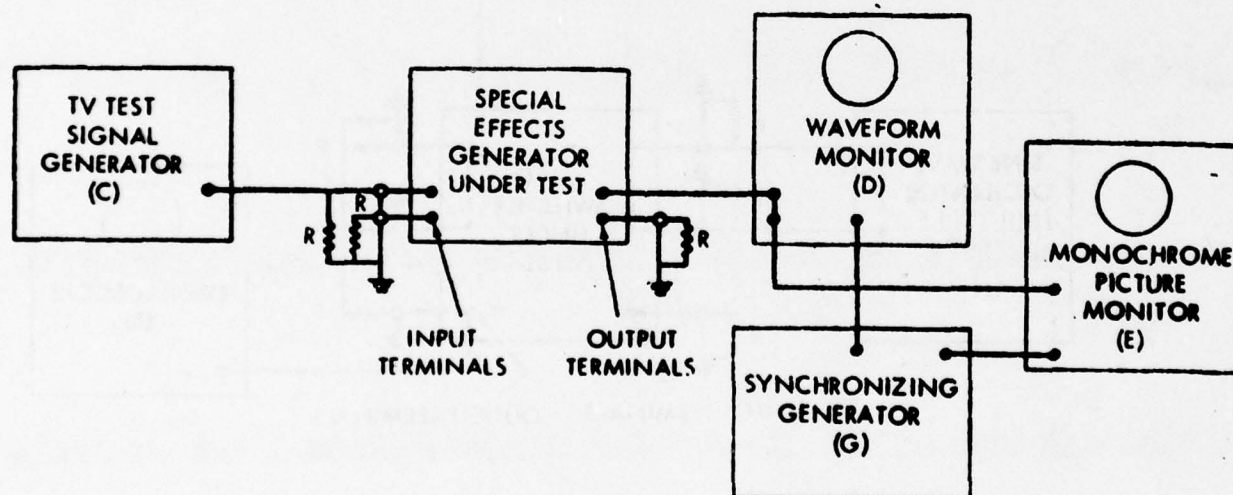 TV TEST
SIGNAL
GENERATOR
(C)
R
R
SPECIAL
EFFECTS
GENERATOR
UNDER TEST
R
INPUT
TERMINALS
OUTPUT
TERMINALS
WAVEFORM
MONITOR
(D)
MONOCHROME
PICTURE
MONITOR
(E)
SYNCHRONIZING
GENERATOR
(G)